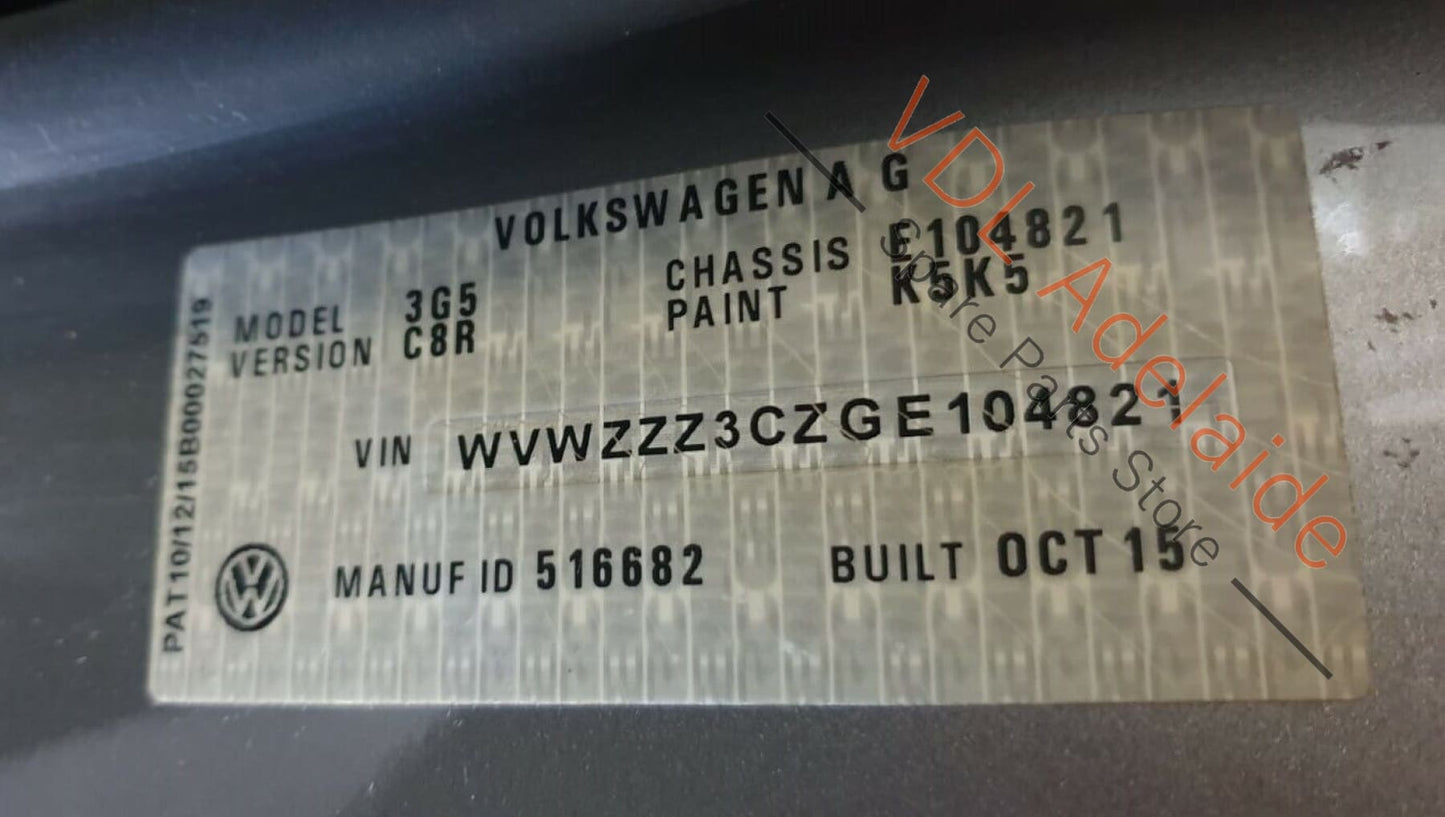 VOLKSWAGEN A G
MODEL 3G5 CHASSIS E104821
VERSION C8R PAINT K5K5
VIN WVWZZZ3CZGE104821
MANUF ID 516682 BUILT OCT 15
PAT10/12/15B00027519
VDL Adelaide
Spare Parts Store